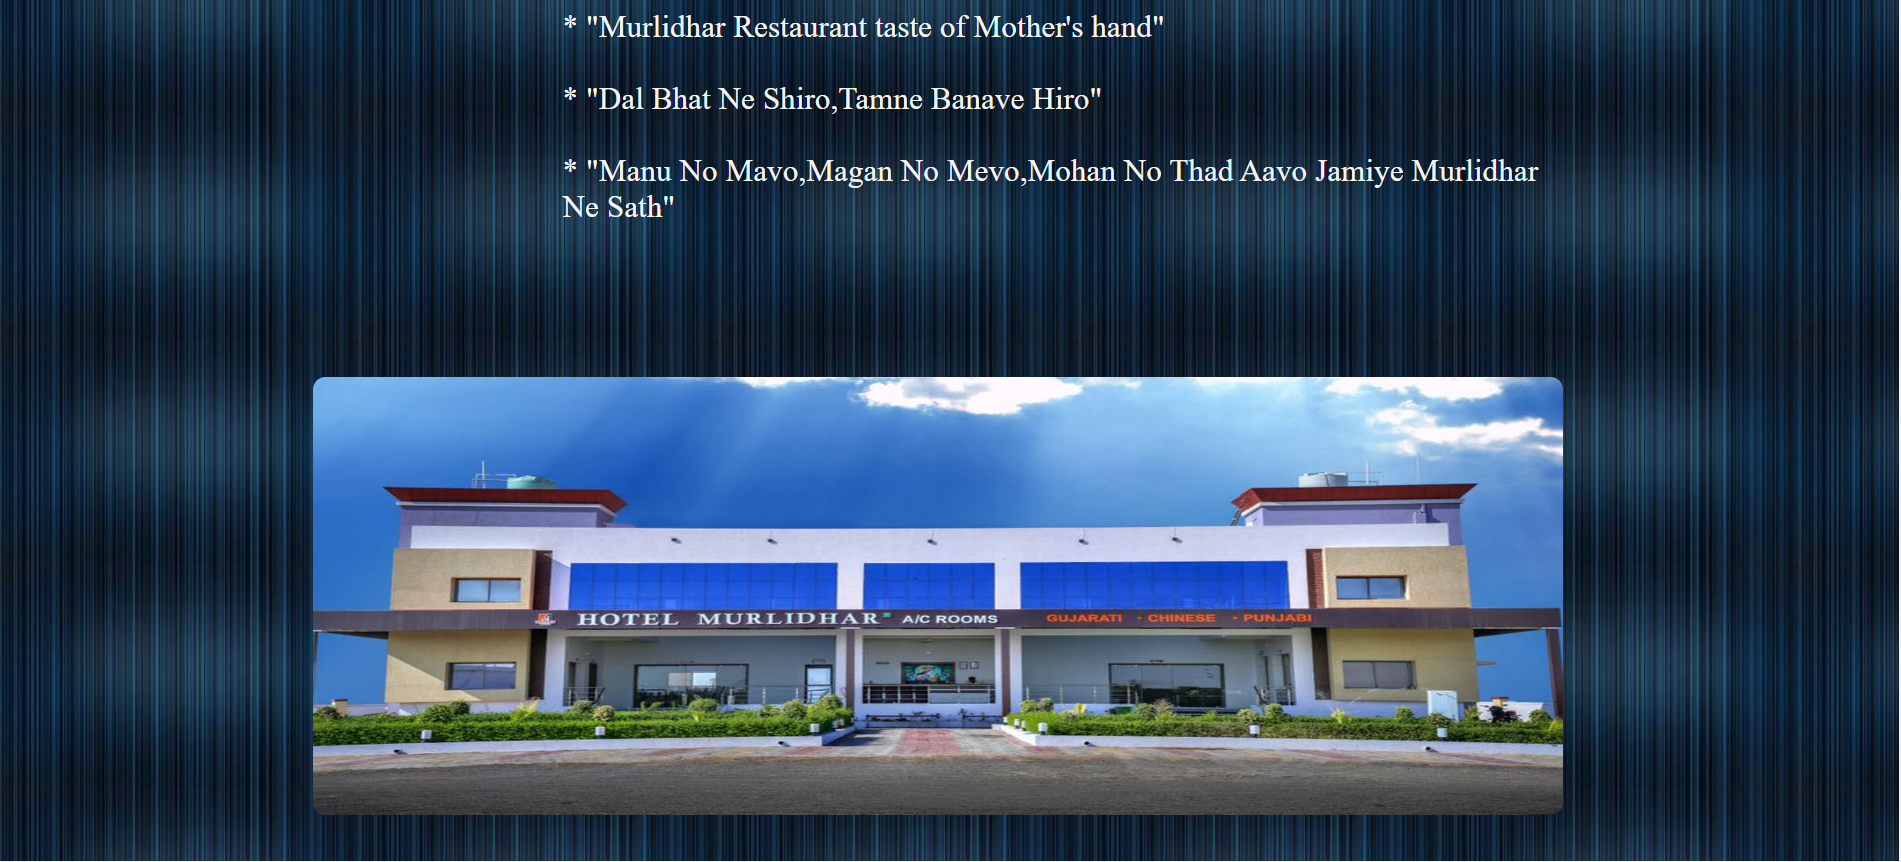 * "Murlidhar Restaurant taste of Mother's hand"
* "Dal Bhat Ne Shiro,Tamne Banave Hiro"
* "Manu No Mavo,Magan No Mevo,Mohan No Thad Aavo Jamiye Murlidhar
Ne Sath"
HOTEL MURLIDHAR A/C ROOMS GUJARATI · CHINESE · PUNJABI